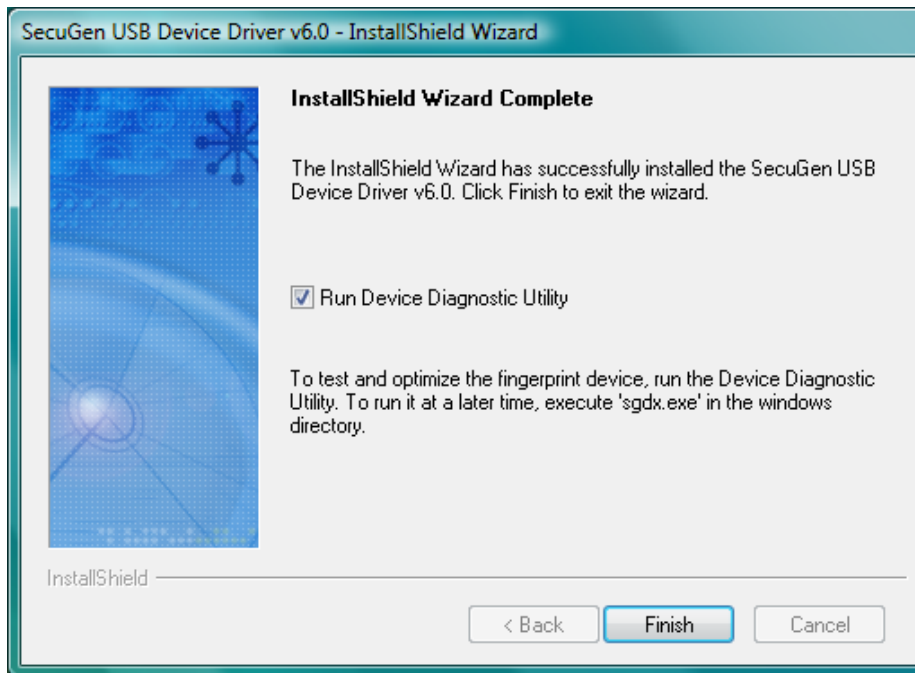 SecuGen USB Device Driver v6.0 - InstallShield Wizard
InstallShield Wizard Complete
The InstallShield Wizard has successfully installed the SecuGen USB
Device Driver v6.0. Click Finish to exit the wizard.
Run Device Diagnostic Utility
To test and optimize the fingerprint device, run the Device Diagnostic
Utility. To run it at a later time, execute 'sgdx.exe' in the windows
directory.
InstallShield
< Back Finish Cancel